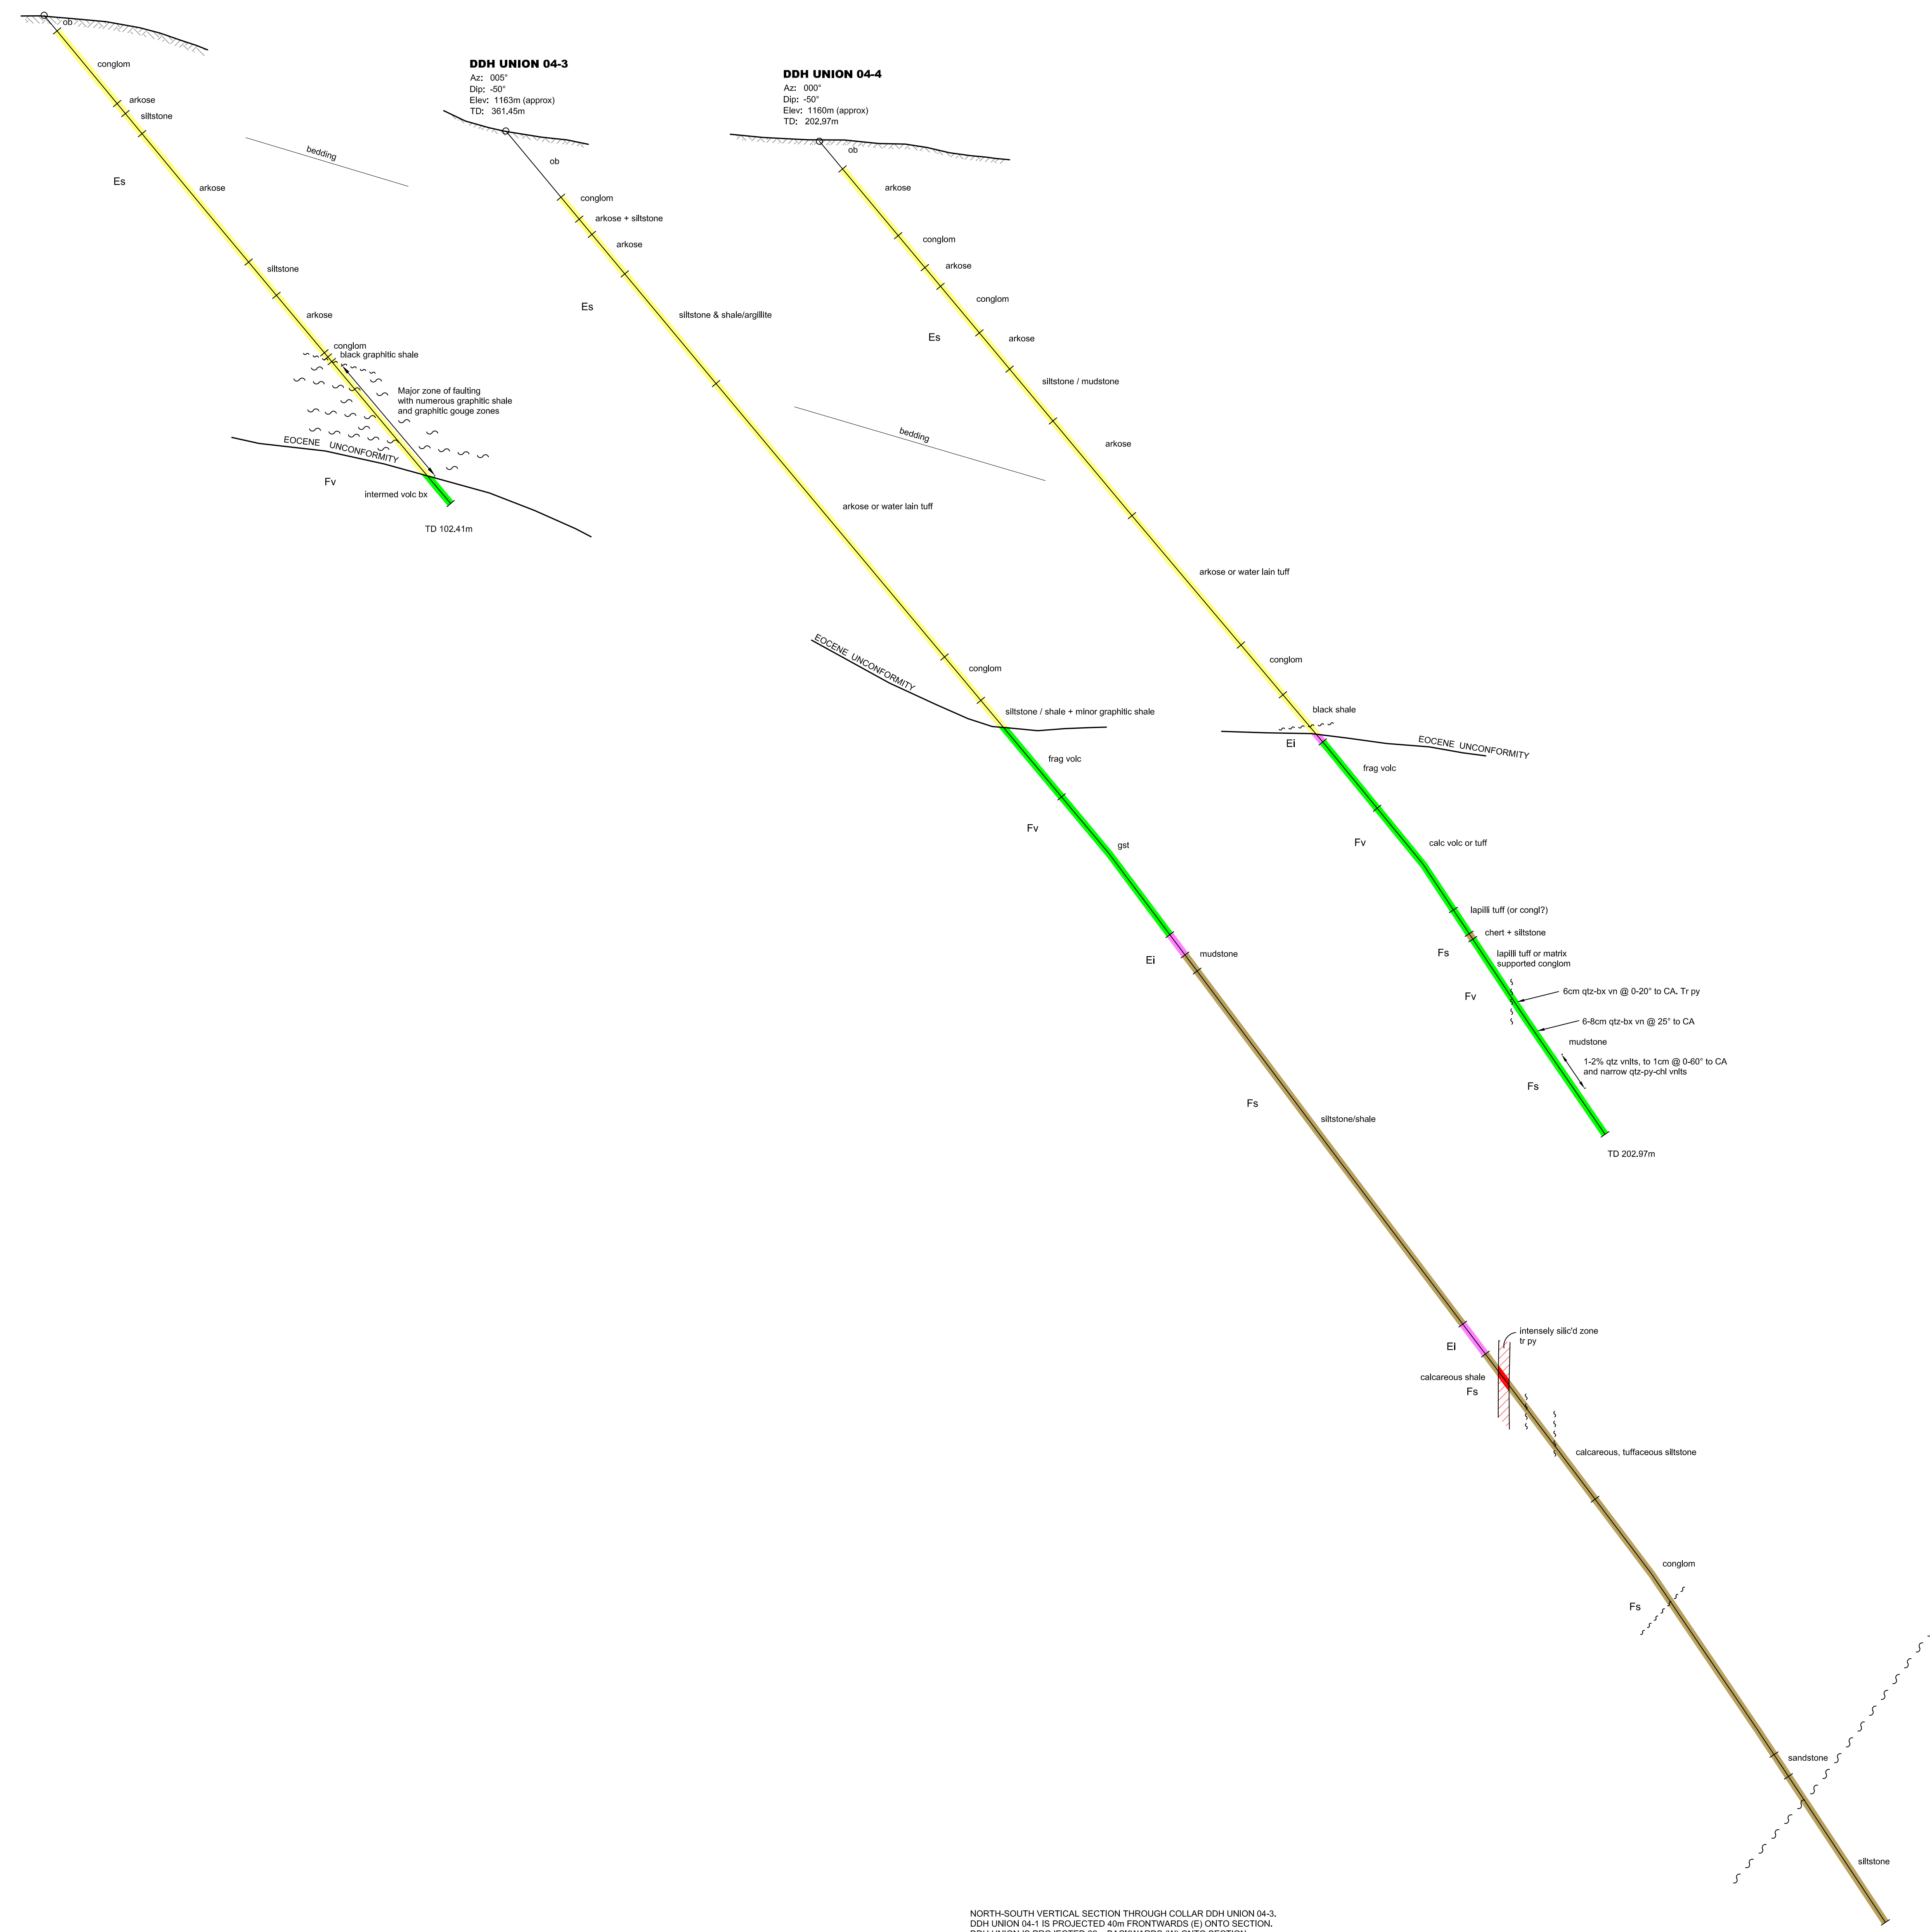 ob
conglom
arkose
siltstone
Es
arkose
siltstone
arkose
conglom
black graphitic shale
Major zone of faulting
with numerous graphitic shale
and graphitic gouge zones
EOCENE UNCONFORMITY
Fv
intermed volc bx
TD 102.41m
bedding
DDH UNION 04-3
Az: 005°
Dip: -50°
Elev: 1163m (approx)
TD: 361.45m
ob
conglom
arkose + siltstone
arkose
Es
siltstone & shale/argillite
arkose or water lain tuff
conglom
EOCENE UNCONFORMITY
siltstone / shale + minor graphitic shale
frag volc
Fv
gst
mudstone
Ei
Fs
siltstone/shale
Ei
intensely silic'd zone
tr py
calcareous shale
Fs
calcareous, tuffaceous siltstone
conglom
Fs
sandstone
siltstone
DDH UNION 04-4
Az: 000°
Dip: -50°
Elev: 1160m (approx)
TD: 202.97m
ob
arkose
conglom
arkose
conglom
Es
arkose
siltstone / mudstone
bedding
arkose
arkose or water lain tuff
conglom
black shale
Ei
EOCENE UNCONFORMITY
frag volc
Fv
calc volc or tuff
lapilli tuff (or congl?)
chert + siltstone
Fs
lapilli tuff or matrix
supported conglom
Fv
6cm qtz-bx vn @ 0-20° to CA. Tr py
6-8cm qtz-bx vn @ 25° to CA
mudstone
1-2% qtz vnlts, to 1cm @ 0-60° to CA
and narrow qtz-py-chl vnlts
Fs
TD 202.97m
NORTH-SOUTH VERTICAL SECTION THROUGH COLLAR DDH UNION 04-3.
DDH UNION 04-1 IS PROJECTED 40m FRONTWARDS (E) ONTO SECTION.